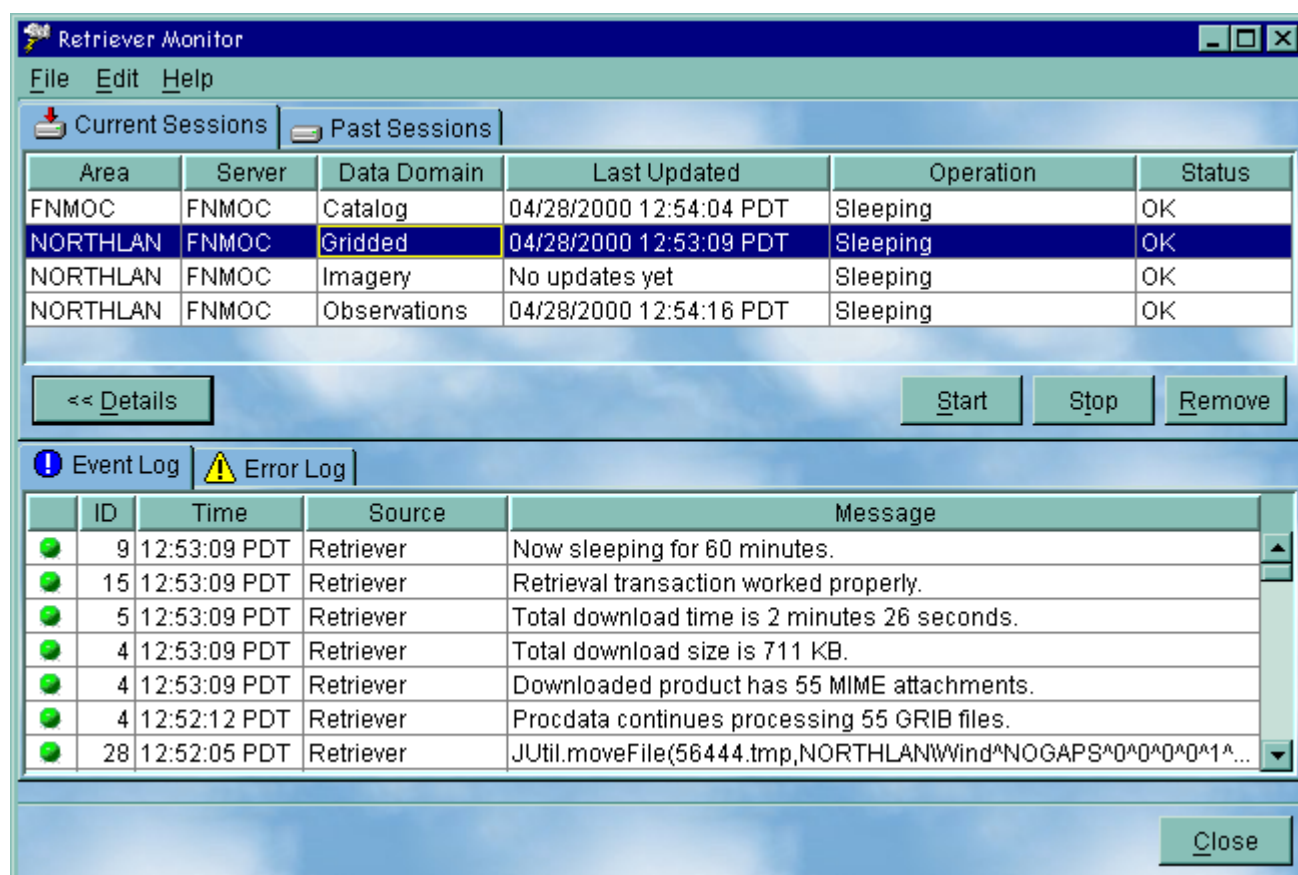 Retriever Monitor
File Edit Help
Current Sessions Past Sessions
Area Server Data Domain Last Updated Operation Status
FNMOC FNMOC Catalog 04/28/2000 12:54:04 PDT Sleeping OK
NORTHLAN FNMOC Gridded 04/28/2000 12:53:09 PDT Sleeping OK
NORTHLAN FNMOC Imagery No updates yet Sleeping OK
NORTHLAN FNMOC Observations 04/28/2000 12:54:16 PDT Sleeping OK
<< Details Start Stop Remove
Event Log Error Log
ID Time Source Message
9 12:53:09 PDT Retriever Now sleeping for 60 minutes.
15 12:53:09 PDT Retriever Retrieval transaction worked properly.
5 12:53:09 PDT Retriever Total download time is 2 minutes 26 seconds.
4 12:53:09 PDT Retriever Total download size is 711 KB.
4 12:53:09 PDT Retriever Downloaded product has 55 MIME attachments.
4 12:52:12 PDT Retriever Procdata continues processing 55 GRIB files.
28 12:52:05 PDT Retriever JUtil.moveFile(56444.tmp,NORTHLAN\Wind^NOGAPS^0^0^0^0^1^...
Close